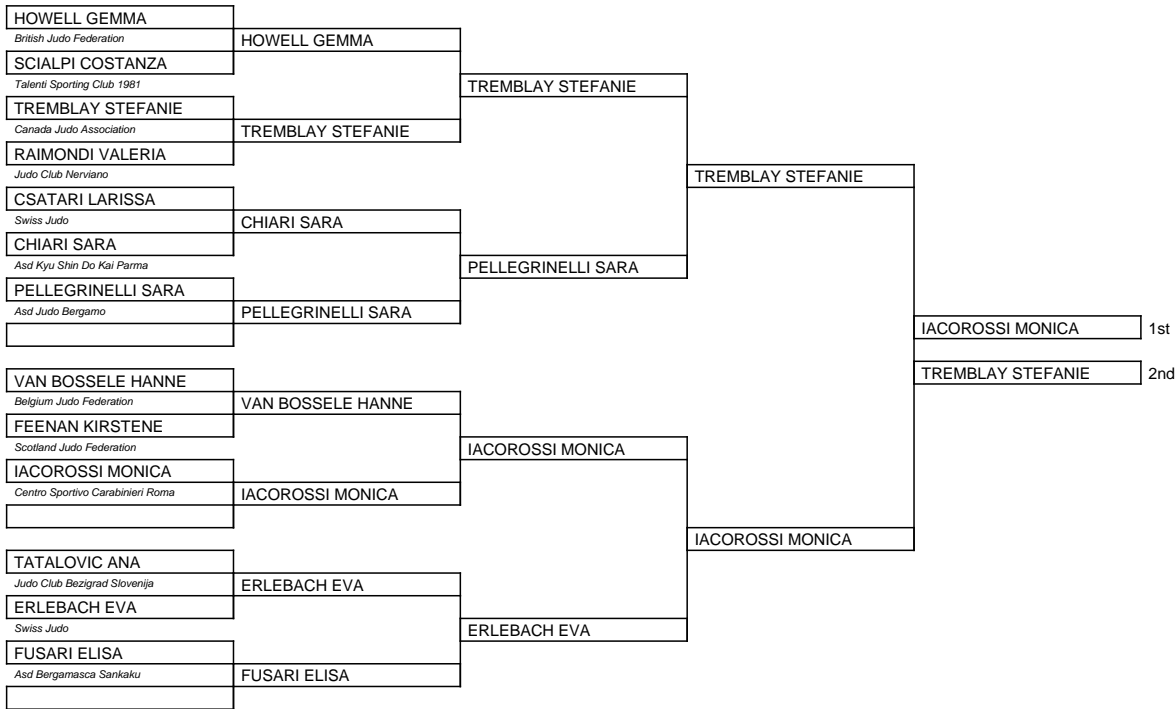 HOWELL GEMMA
British Judo Federation
HOWELL GEMMA
SCIALPI COSTANZA
Talenti Sporting Club 1981
TREMBLAY STEFANIE
TREMBLAY STEFANIE
Canada Judo Association
TREMBLAY STEFANIE
RAIMONDI VALERIA
Judo Club Nerviano
TREMBLAY STEFANIE
CSATARI LARISSA
Swiss Judo
CHIARI SARA
CHIARI SARA
Asd Kyu Shin Do Kai Parma
PELLEGRINELLI SARA
PELLEGRINELLI SARA
Asd Judo Bergamo
PELLEGRINELLI SARA
IACOROSSI MONICA 1st
TREMBLAY STEFANIE 2nd
VAN BOSSELE HANNE
Belgium Judo Federation
VAN BOSSELE HANNE
FEENAN KIRSTENE
Scotland Judo Federation
IACOROSSI MONICA
IACOROSSI MONICA
Centro Sportivo Carabinieri Roma
IACOROSSI MONICA
IACOROSSI MONICA
TATALOVIC ANA
Judo Club Bezigrad Slovenija
ERLEBACH EVA
ERLEBACH EVA
Swiss Judo
ERLEBACH EVA
FUSARI ELISA
Asd Bergamasca Sankaku
FUSARI ELISA